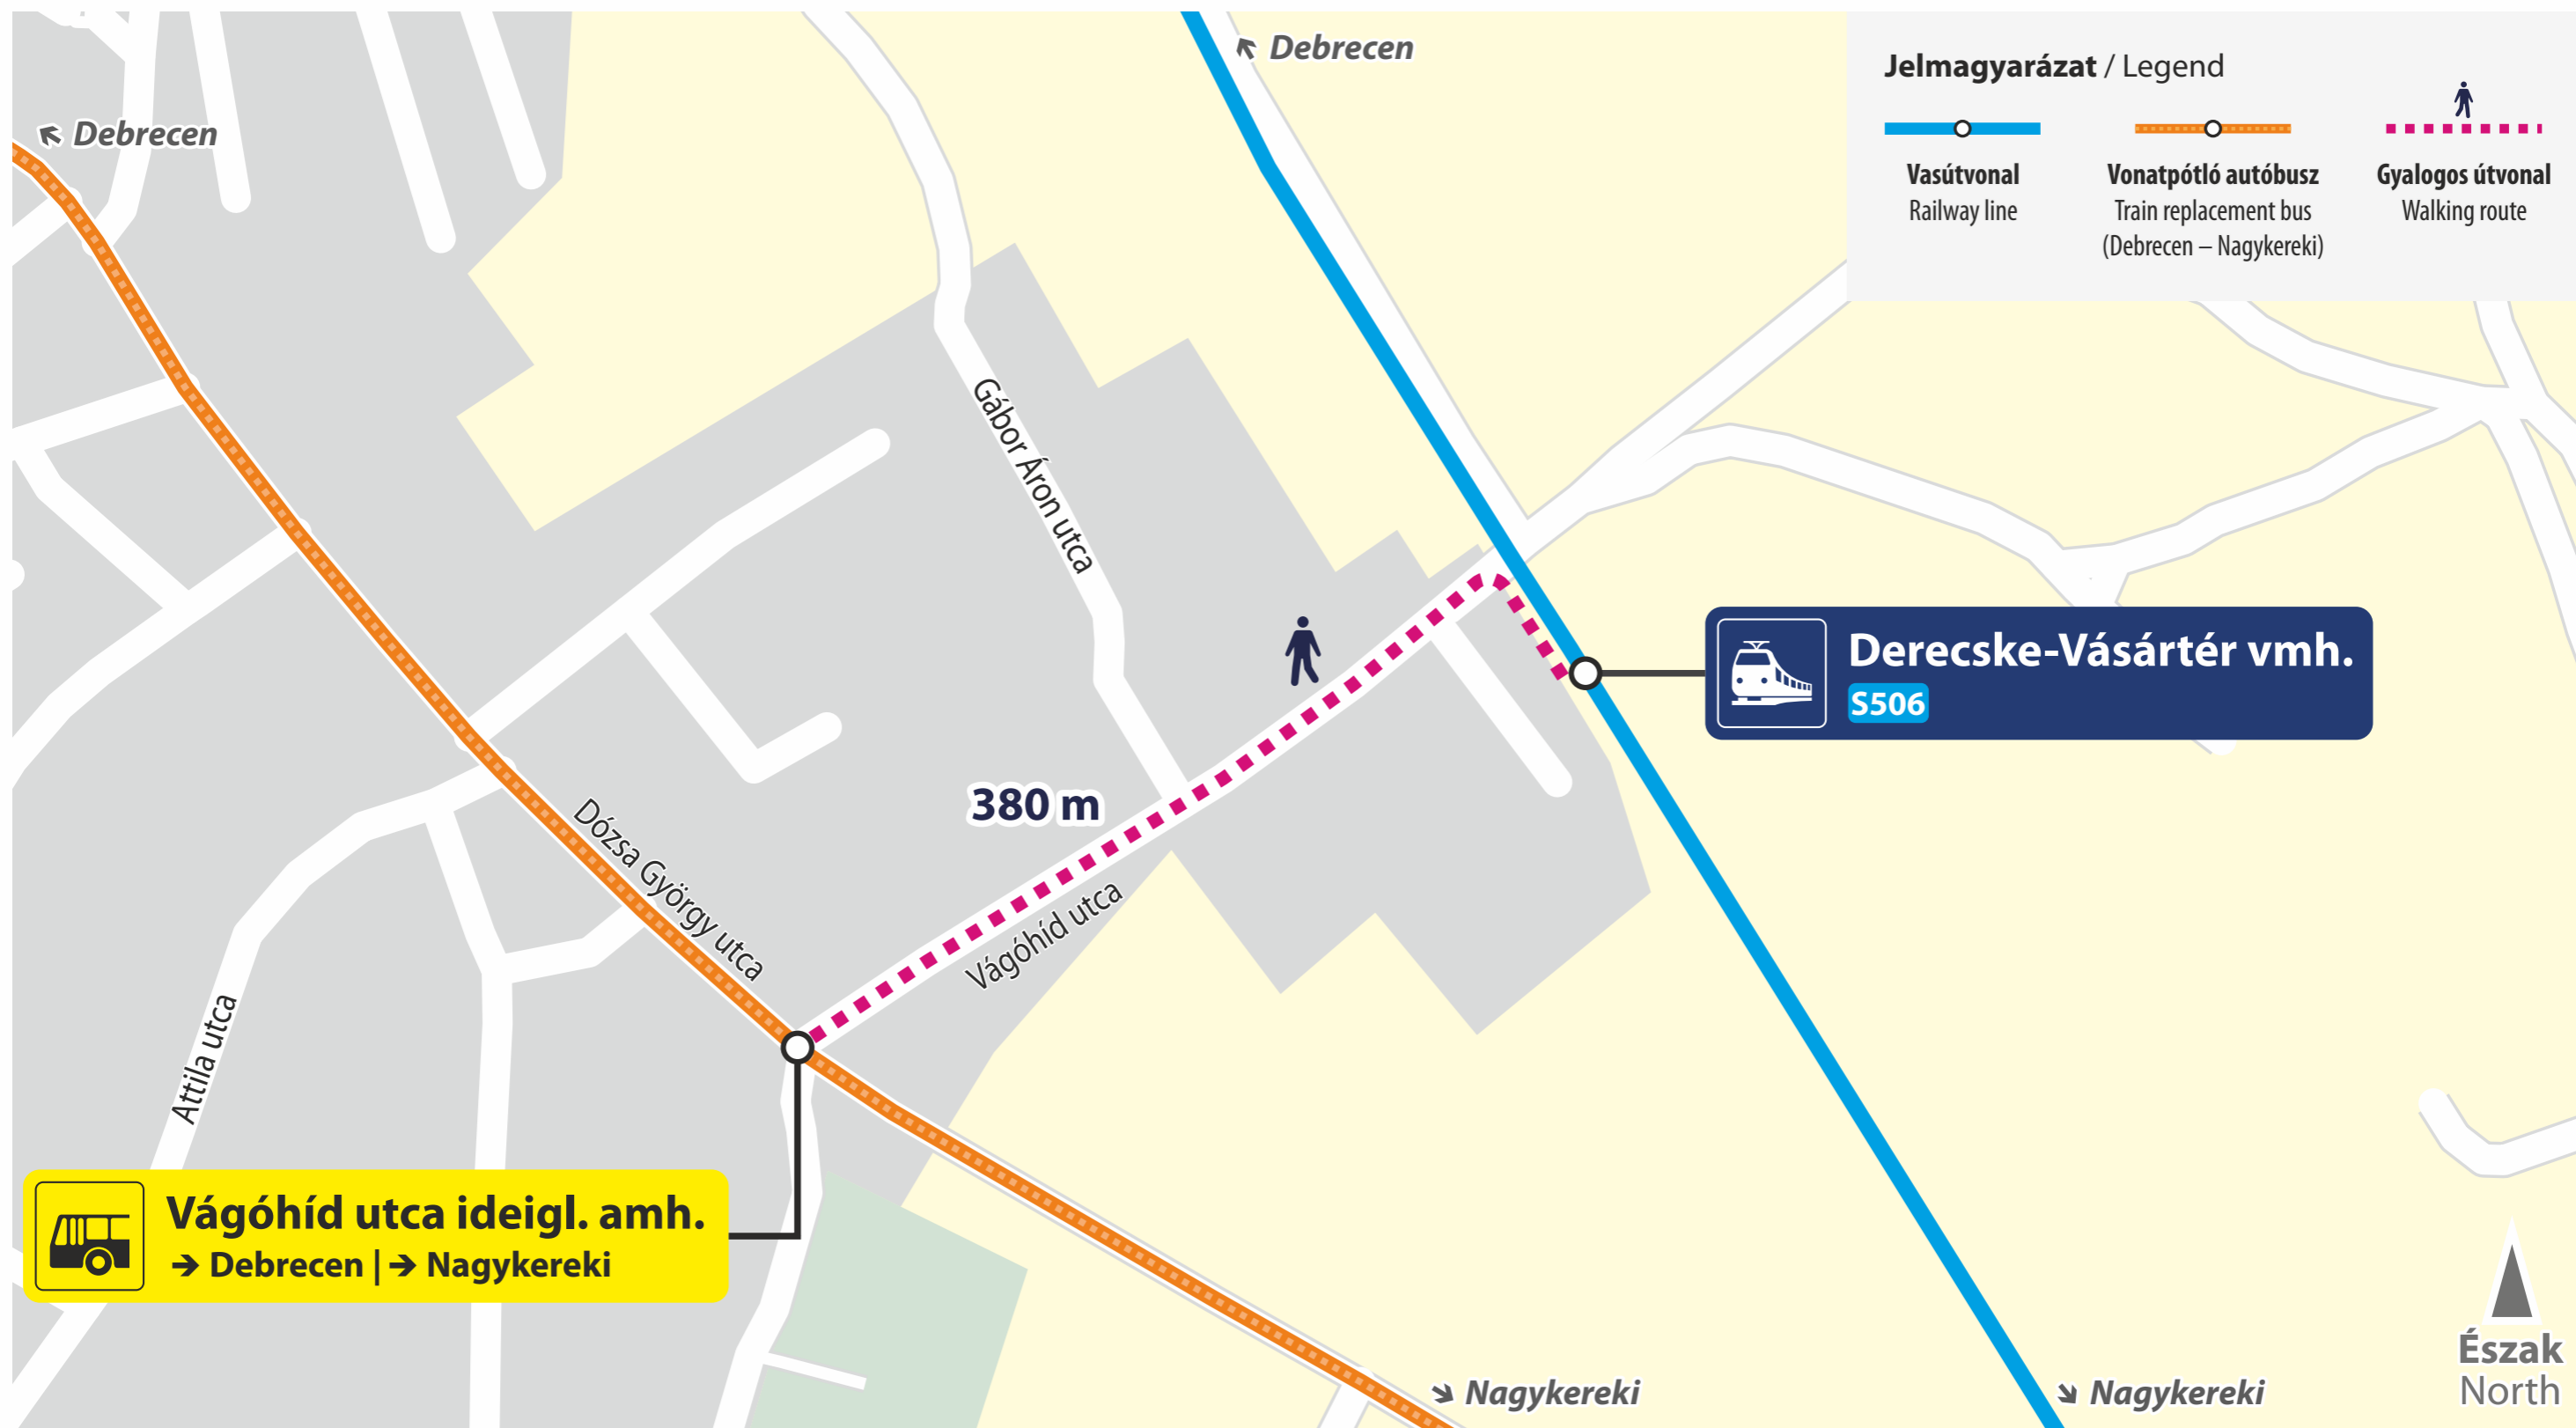 Debrecen
Debrecen
Jelmagyarázat / Legend
Vasútvonal
Railway line
Vonatpótló autóbusz
Train replacement bus
(Debrecen – Nagykereki)
Gyalogos útvonal
Walking route
Gábor Áron utca
Derecske-Vásártér vmh.
S506
380 m
Dózsa György utca
Vágóhíd utca
Attila utca
Vágóhíd utca ideigl. amh.
➔ Debrecen | ➔ Nagykereki
Nagykereki
Nagykereki
Észak
North